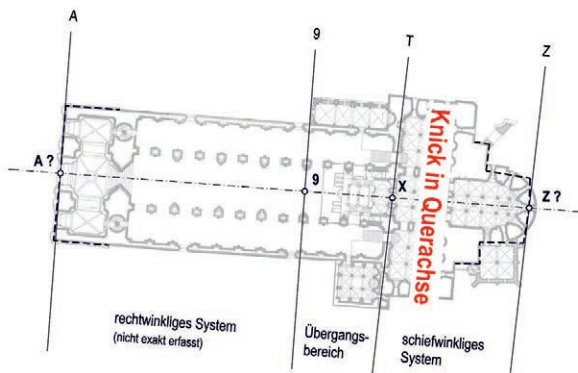 A
9
T
Z
A ?
9
X
Z ?
Knick in Querachse
rechtwinkliges System
(nicht exakt erfasst)
Übergangs-
bereich
schiefwinkliges
System